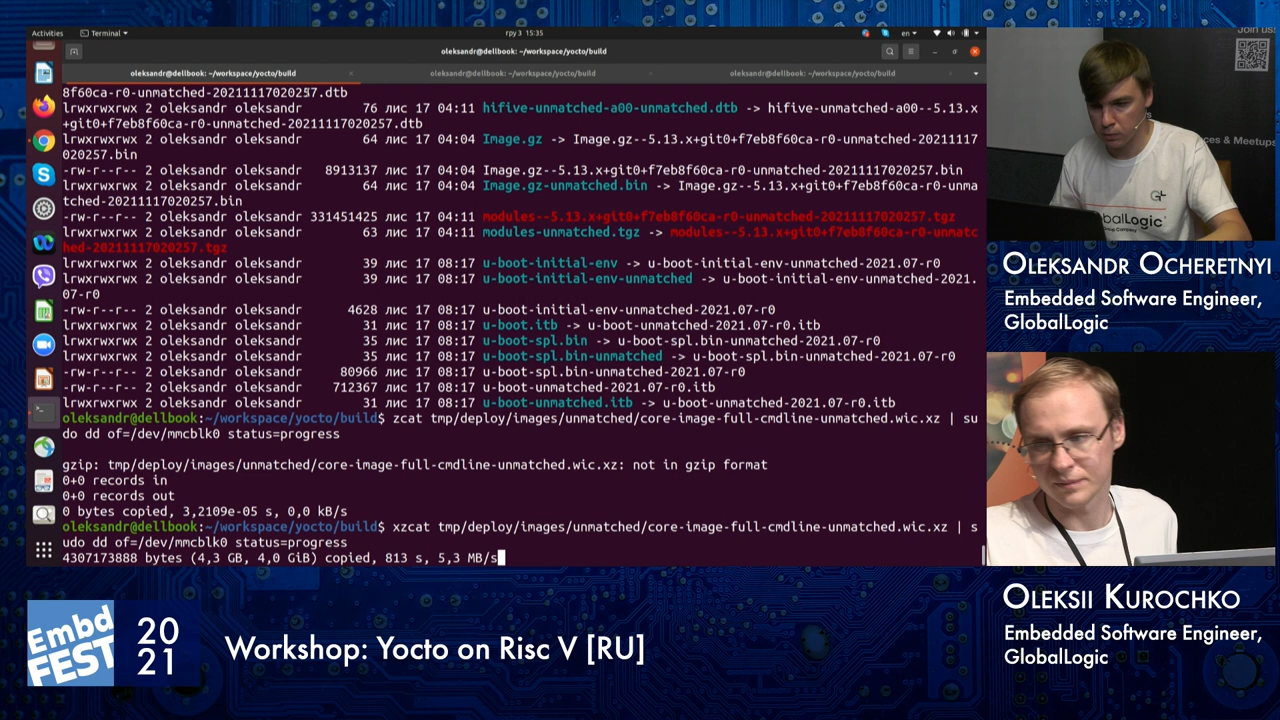 Activities
Terminal
гру 3 15:35
en
oleksandr@dellbook: ~/workspace/yocto/build
oleksandr@dellbook: ~/workspace/yocto/build
oleksandr@dellbook: ~/workspace/yocto/build
oleksandr@dellbook: ~/workspace/yocto/build
8f60ca-r0-unmatched-20211117020257.dtb
lrwxrwxrwx 2 oleksandr oleksandr 76 лис 17 04:11 hifive-unmatched-a00-unmatched.dtb -> hifive-unmatched-a00--5.13.x
+git0+f7eb8f60ca-r0-unmatched-20211117020257.dtb
lrwxrwxrwx 2 oleksandr oleksandr 64 лис 17 04:04 Image.gz -> Image.gz--5.13.x+git0+f7eb8f60ca-r0-unmatched-20211117
020257.bin
-rw-r--r-- 2 oleksandr oleksandr 8913137 лис 17 04:04 Image.gz--5.13.x+git0+f7eb8f60ca-r0-unmatched-20211117020257.bin
lrwxrwxrwx 2 oleksandr oleksandr 64 лис 17 04:04 Image.gz-unmatched.bin -> Image.gz--5.13.x+git0+f7eb8f60ca-r0-unma
tched-20211117020257.bin
-rw-r--r-- 2 oleksandr oleksandr 331451425 лис 17 04:11 modules--5.13.x+git0+f7eb8f60ca-r0-unmatched-20211117020257.tgz
lrwxrwxrwx 2 oleksandr oleksandr 63 лис 17 04:11 modules-unmatched.tgz -> modules--5.13.x+git0+f7eb8f60ca-r0-unmatc
hed-20211117020257.tgz
lrwxrwxrwx 2 oleksandr oleksandr 39 лис 17 08:17 u-boot-initial-env -> u-boot-initial-env-unmatched-2021.07-r0
lrwxrwxrwx 2 oleksandr oleksandr 39 лис 17 08:17 u-boot-initial-env-unmatched -> u-boot-initial-env-unmatched-2021.
07-r0
-rw-r--r-- 2 oleksandr oleksandr 4628 лис 17 08:17 u-boot-initial-env-unmatched-2021.07-r0
lrwxrwxrwx 2 oleksandr oleksandr 31 лис 17 08:17 u-boot.itb -> u-boot-unmatched-2021.07-r0.itb
lrwxrwxrwx 2 oleksandr oleksandr 35 лис 17 08:17 u-boot-spl.bin -> u-boot-spl.bin-unmatched-2021.07-r0
lrwxrwxrwx 2 oleksandr oleksandr 35 лис 17 08:17 u-boot-spl.bin-unmatched -> u-boot-spl.bin-unmatched-2021.07-r0
-rw-r--r-- 2 oleksandr oleksandr 80966 лис 17 08:17 u-boot-spl.bin-unmatched-2021.07-r0
-rw-r--r-- 2 oleksandr oleksandr 712367 лис 17 08:17 u-boot-unmatched-2021.07-r0.itb
lrwxrwxrwx 2 oleksandr oleksandr 31 лис 17 08:17 u-boot-unmatched.itb -> u-boot-unmatched-2021.07-r0.itb
oleksandr@dellbook:~/workspace/yocto/build$ zcat tmp/deploy/images/unmatched/core-image-full-cmdline-unmatched.wic.xz | su
do dd of=/dev/mmcblk0 status=progress
gzip: tmp/deploy/images/unmatched/core-image-full-cmdline-unmatched.wic.xz: not in gzip format
0+0 records in
0+0 records out
0 bytes copied, 3,2109e-05 s, 0,0 kB/s
oleksandr@dellbook:~/workspace/yocto/build$ xzcat tmp/deploy/images/unmatched/core-image-full-cmdline-unmatched.wic.xz | s
udo dd of=/dev/mmcblk0 status=progress
4307173888 bytes (4,3 GB, 4,0 GiB) copied, 813 s, 5,3 MB/s
Join us!
ces & Meetups
GL
obalLogic
Group Company
Oleksandr Ocheretnyi
Embedded Software Engineer,
GlobalLogic
Oleksii Kurochko
Embedded Software Engineer,
GlobalLogic
Embd
FEST
20
21
Workshop: Yocto on Risc V [RU]